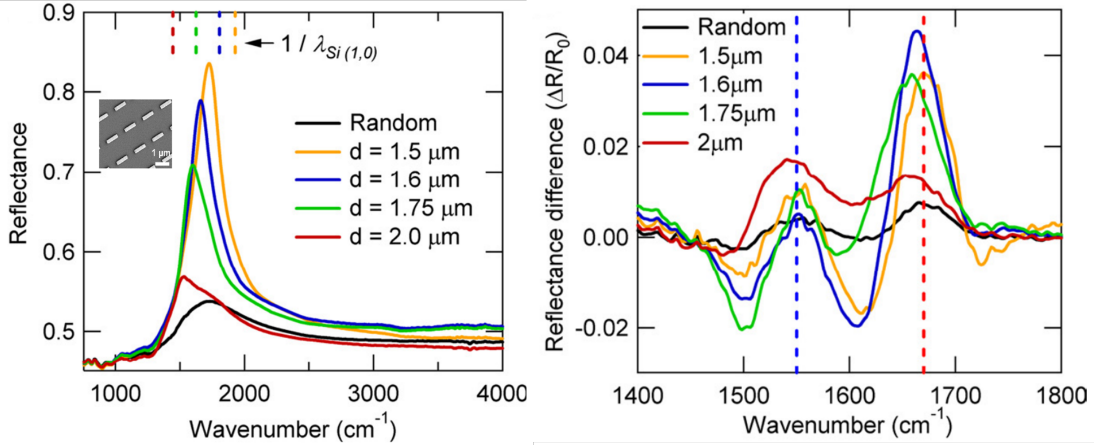 0.9
0.8
0.7
0.6
0.5
Reflectance
1000
2000
3000
4000
Wavenumber (cm⁻¹)
1 / λSi (1,0)
1 µm
Random
d = 1.5 µm
d = 1.6 µm
d = 1.75 µm
d = 2.0 µm
0.04
0.02
0.00
-0.02
Reflectance difference (ΔR/R₀)
1400
1500
1600
1700
1800
Wavenumber (cm⁻¹)
Random
1.5µm
1.6µm
1.75µm
2µm